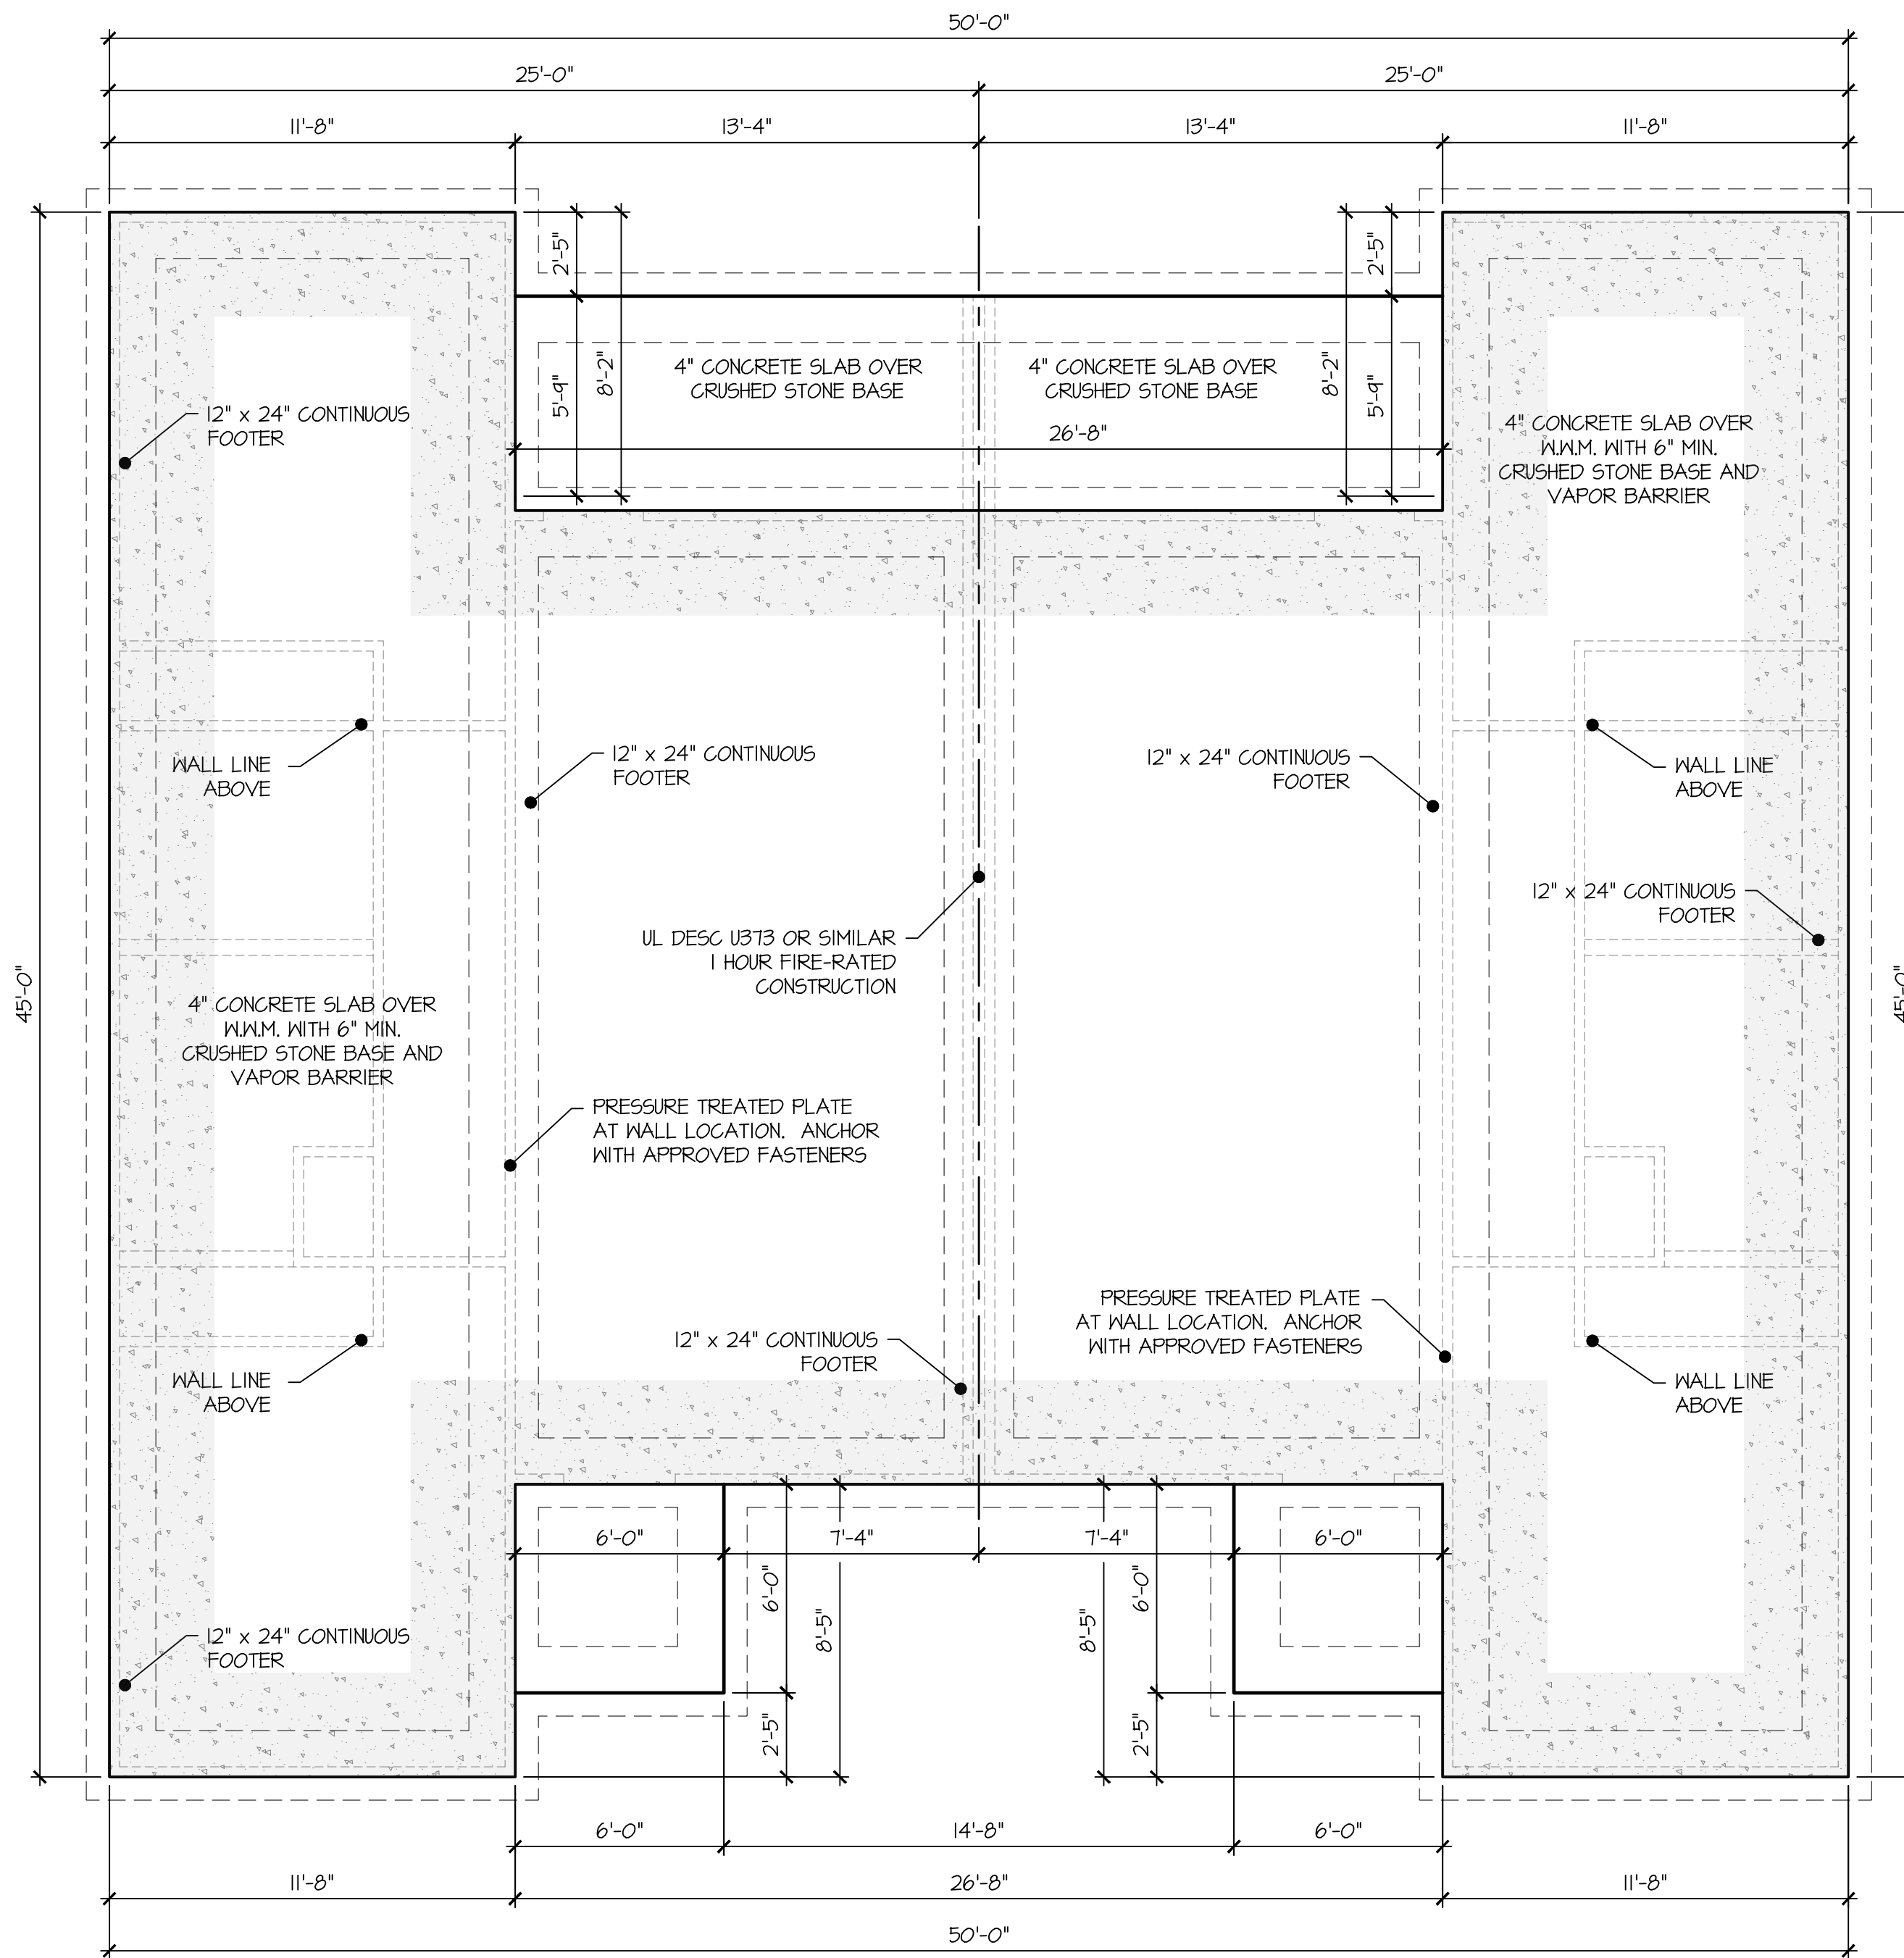 50'-0"
25'-0" 25'-0"
11'-8" 13'-4" 13'-4" 11'-8"
2'-5" 2'-5"
5'-9" 8'-2" 8'-2" 5'-9"
4" CONCRETE SLAB OVER
CRUSHED STONE BASE
4" CONCRETE SLAB OVER
CRUSHED STONE BASE
26'-8"
12" x 24" CONTINUOUS
FOOTER
4" CONCRETE SLAB OVER
W.W.M. WITH 6" MIN.
CRUSHED STONE BASE AND
VAPOR BARRIER
WALL LINE
ABOVE
12" x 24" CONTINUOUS
FOOTER
12" x 24" CONTINUOUS
FOOTER
WALL LINE
ABOVE
12" x 24" CONTINUOUS
FOOTER
UL DESC U373 OR SIMILAR
1 HOUR FIRE-RATED
CONSTRUCTION
45'-0"
45'-0"
4" CONCRETE SLAB OVER
W.W.M. WITH 6" MIN.
CRUSHED STONE BASE AND
VAPOR BARRIER
PRESSURE TREATED PLATE
AT WALL LOCATION. ANCHOR
WITH APPROVED FASTENERS
PRESSURE TREATED PLATE
AT WALL LOCATION. ANCHOR
WITH APPROVED FASTENERS
12" x 24" CONTINUOUS
FOOTER
WALL LINE
ABOVE
WALL LINE
ABOVE
6'-0" 7'-4" 7'-4" 6'-0"
6'-0" 8'-5" 8'-5" 6'-0"
12" x 24" CONTINUOUS
FOOTER
2'-5" 2'-5"
6'-0" 14'-8" 6'-0"
11'-8" 26'-8" 11'-8"
50'-0"